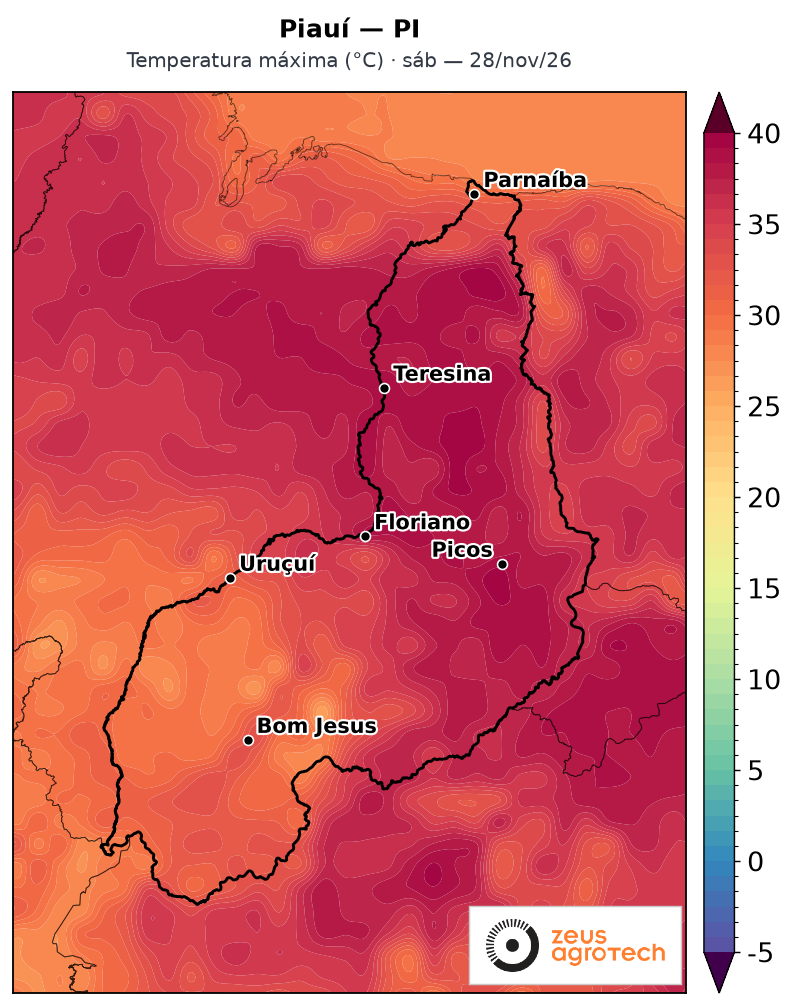 Piauí — PI
Temperatura máxima (°C) · sáb — 28/nov/26
Parnaíba
Teresina
Floriano
Picos
Uruçuí
Bom Jesus
40
35
30
25
20
15
10
5
0
-5
zeus
agrotech